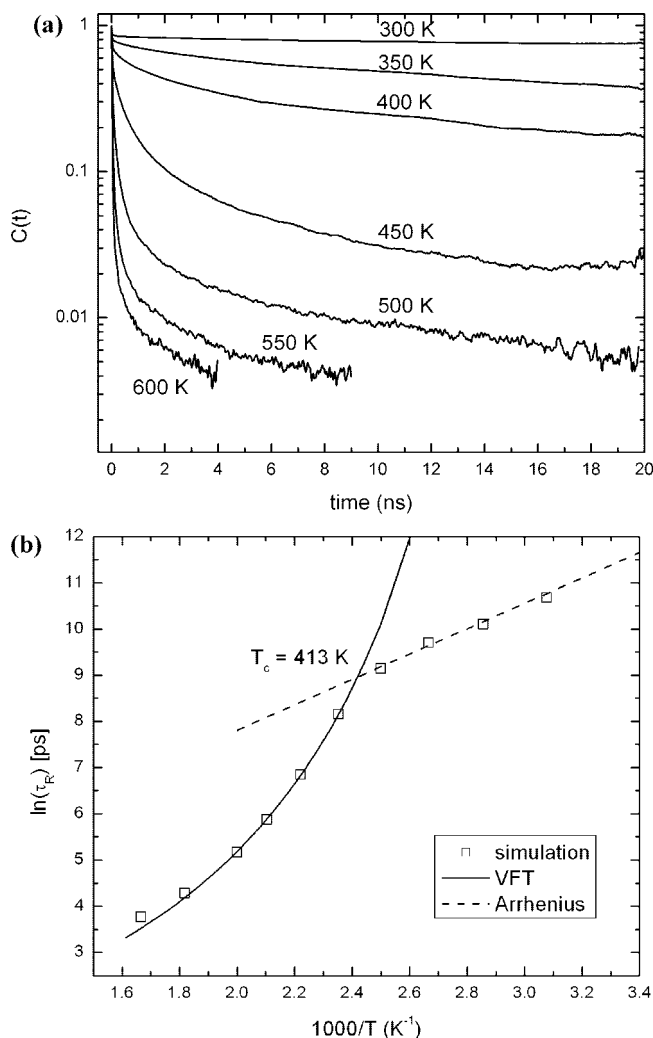 (a)
1
0.1
0.01
C(t)
300 K
350 K
400 K
450 K
500 K
550 K
600 K
0 2 4 6 8 10 12 14 16 18 20
time (ns)
(b)
12
11
10
9
8
7
6
5
4
3
ln(τR) [ps]
Tc = 413 K
simulation
VFT
Arrhenius
1.6 1.8 2.0 2.2 2.4 2.6 2.8 3.0 3.2 3.4
1000/T (K-1)